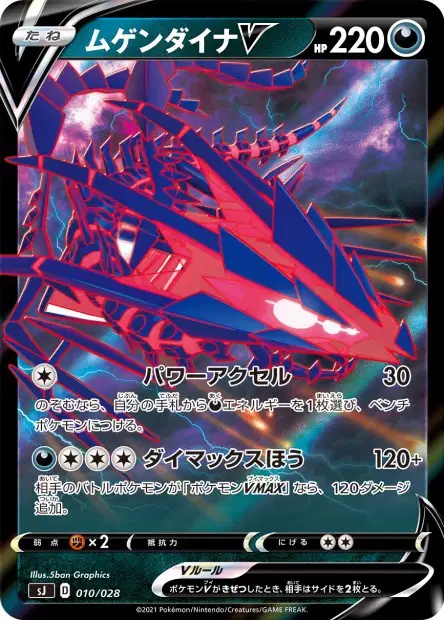 たね ムゲンダイナV HP220
パワーアクセル 30
のぞむなら、自分の手札からエネルギーを1枚選び、ベンチ
ポケモンにつける。
ダイマックスほう 120+
相手のバトルポケモンが「ポケモンVMAX」なら、120ダメージ
追加。
弱点 ×2 抵抗力 にげる
Illus.5ban Graphics
Vルール
sJ D 010/028
ポケモンVがきぜつしたとき、相手はサイドを2枚とる。
©2021 Pokémon/Nintendo/Creatures/GAME FREAK.